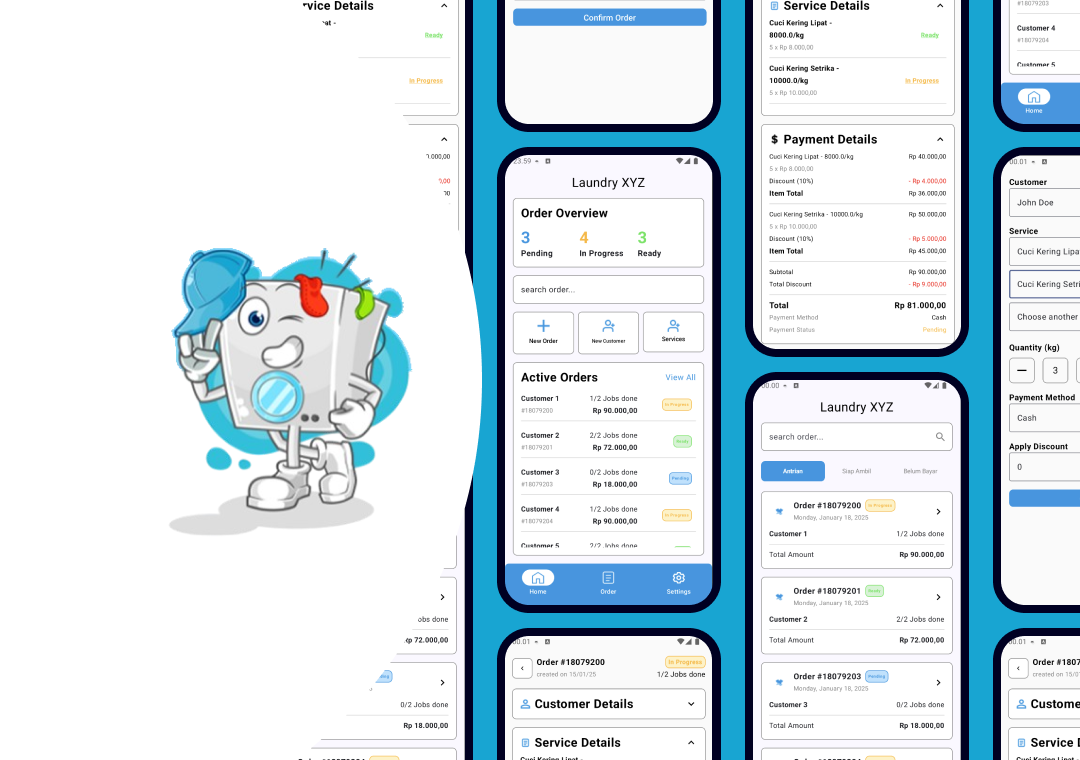 vice Details
at -
Ready
In Progress
1.000,00
0,00
10
obs done
Rp 72.000,00
0/2 Jobs done
Rp 18.000,00
Confirm Order
23.59
Laundry XYZ
Order Overview
3
4
3
Pending
In Progress
Ready
search order...
New Order
New Customer
Services
Active Orders
View All
Customer 1
1/2 Jobs done
In Progress
#18079200
Rp 90.000,00
Customer 2
2/2 Jobs done
Ready
#18079201
Rp 72.000,00
Customer 3
0/2 Jobs done
Pending
#18079203
Rp 18.000,00
Customer 4
1/2 Jobs done
In Progress
#18079204
Rp 90.000,00
Customer 5
2/2 Jobs done
Home
Order
Settings
00.01
Order #18079200
In Progress
created on 15/01/25
1/2 Jobs done
Customer Details
Service Details
Cuci Kering Lipat -
Service Details
Cuci Kering Lipat -
8000.0/kg
Ready
5 x Rp 8.000,00
Cuci Kering Setrika -
10000.0/kg
In Progress
5 x Rp 10.000,00
$ Payment Details
Cuci Kering Lipat - 8000.0/kg
Rp 40.000,00
5 x Rp 8.000,00
Discount (10%)
- Rp 4.000,00
Item Total
Rp 36.000,00
Cuci Kering Setrika - 10000.0/kg
Rp 50.000,00
5 x Rp 10.000,00
Discount (10%)
- Rp 5.000,00
Item Total
Rp 45.000,00
Subtotal
Rp 90.000,00
Total Discount
- Rp 9.000,00
Total
Rp 81.000,00
Payment Method
Cash
Payment Status
Pending
00.00
Laundry XYZ
search order...
Antrian
Siap Ambil
Belum Bayar
Order #18079200
In Progress
Monday, January 18, 2025
Customer 1
1/2 Jobs done
Total Amount
Rp 90.000,00
Order #18079201
Ready
Monday, January 18, 2025
Customer 2
2/2 Jobs done
Total Amount
Rp 72.000,00
Order #18079203
Pending
Monday, January 18, 2025
Customer 3
0/2 Jobs done
Total Amount
Rp 18.000,00
#18079203
Customer 4
#18079204
Customer 5
Home
00.01
Customer
John Doe
Service
Cuci Kering Lipa
Cuci Kering Setri
Choose another
Quantity (kg)
3
Payment Method
Cash
Apply Discount
0
00.01
Order #1807
created on 15/0
Custome
Service D
Cuci Kering Lipat -